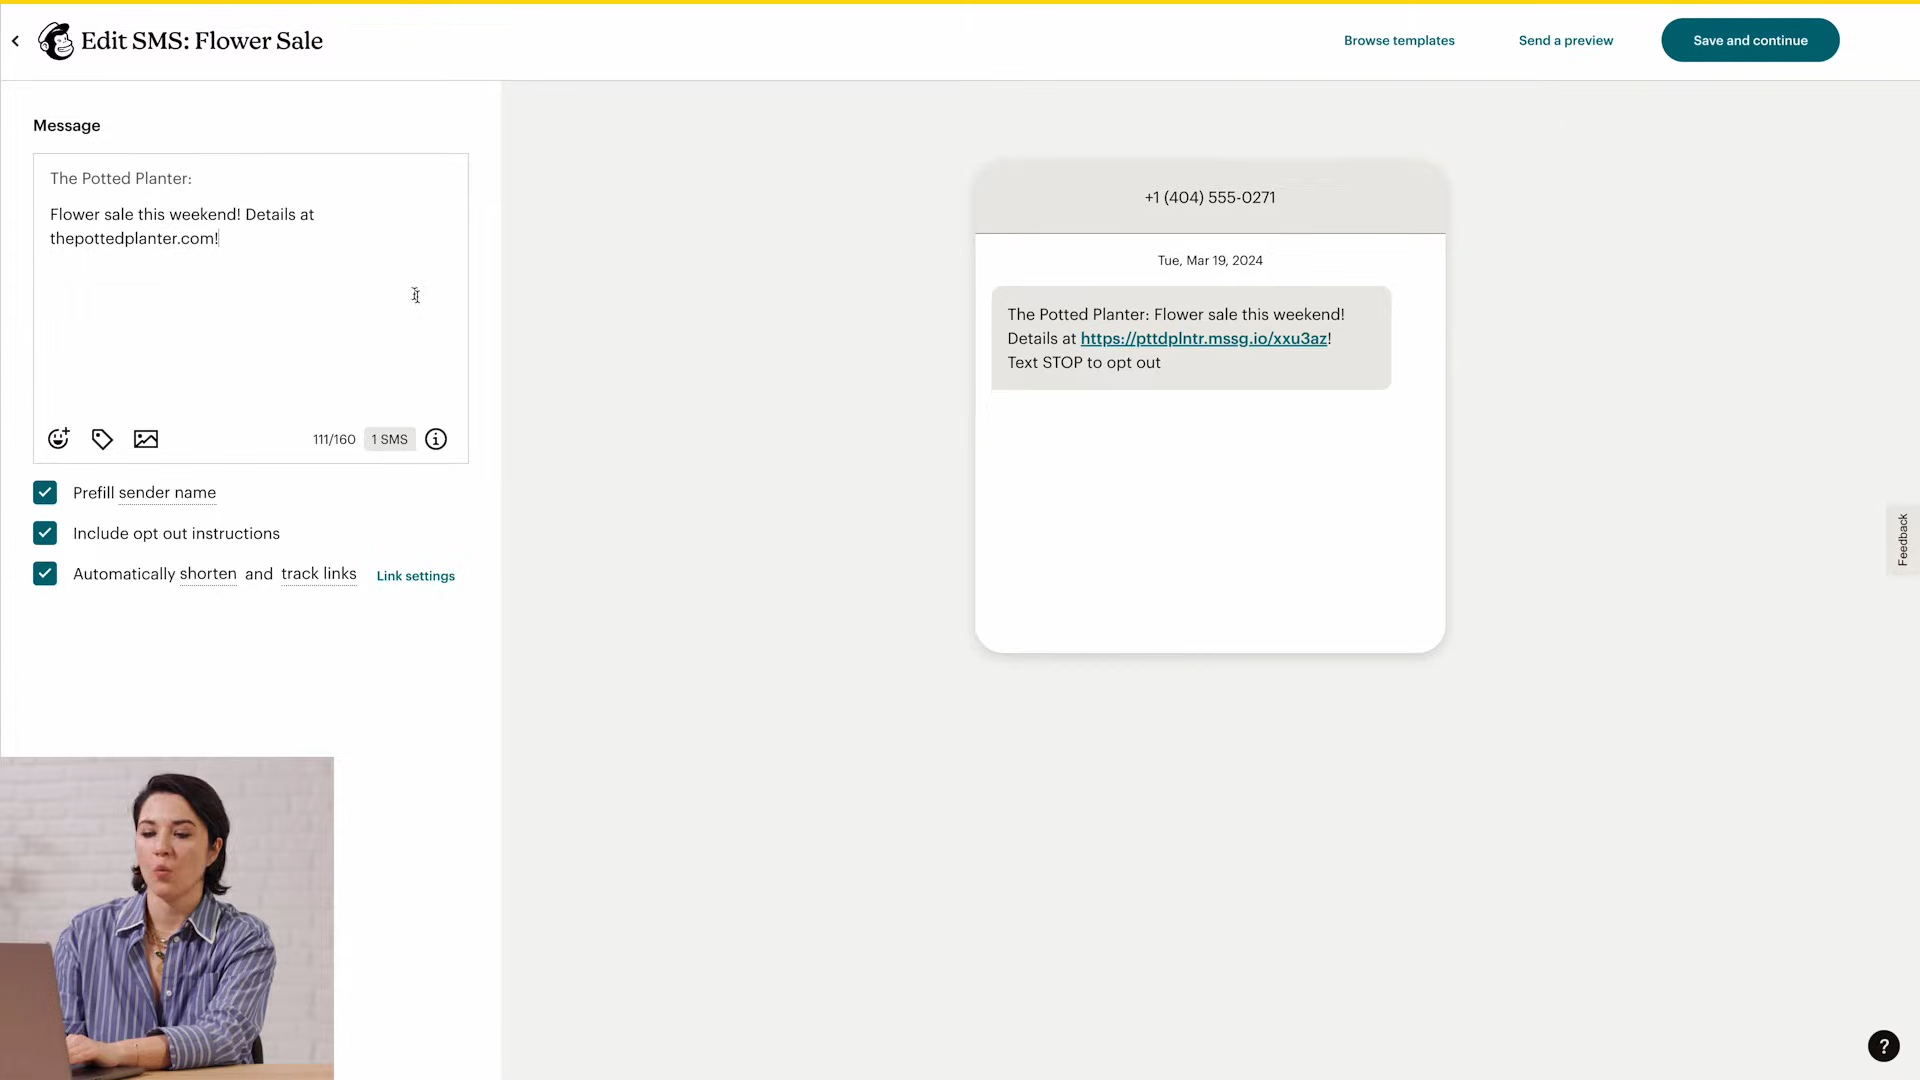 Edit SMS: Flower Sale
Browse templates
Send a preview
Save and continue
Message
The Potted Planter:
Flower sale this weekend! Details at
thepottedplanter.com!
111/160
1 SMS
Prefill sender name
Include opt out instructions
Automatically shorten and track links
Link settings
+1 (404) 555-0271
Tue, Mar 19, 2024
The Potted Planter: Flower sale this weekend!
Details at https://pttdplntr.mssg.io/xxu3az!
Text STOP to opt out
Feedback
?